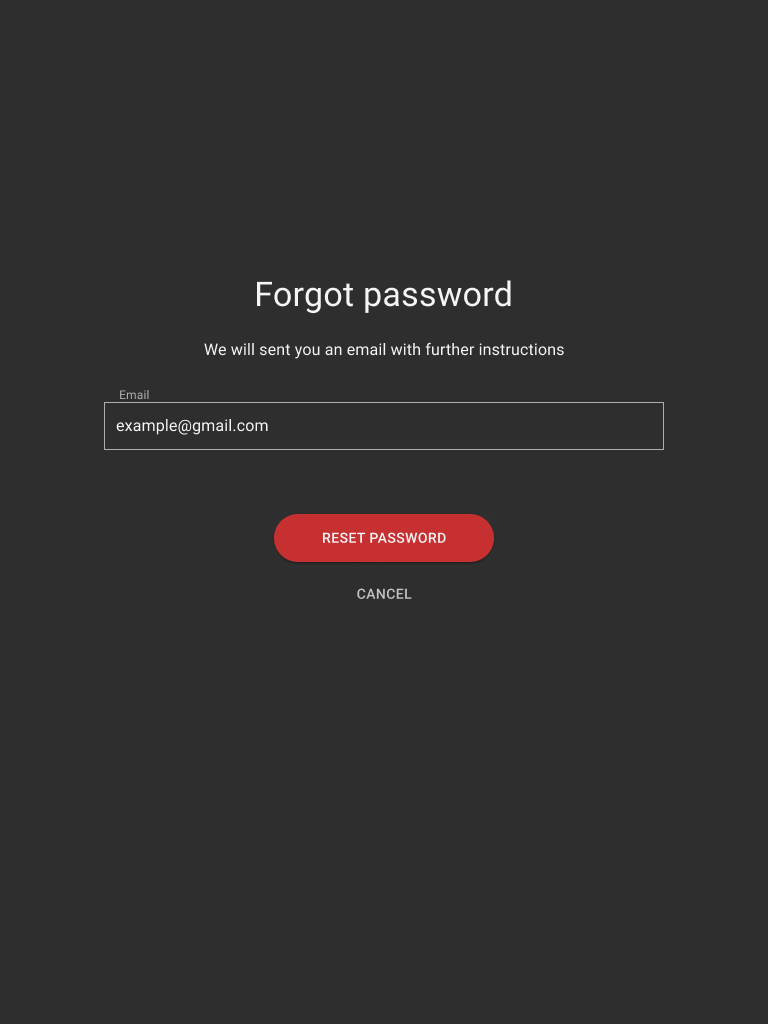 Forgot password
We will sent you an email with further instructions
Email
example@gmail.com
RESET PASSWORD
CANCEL